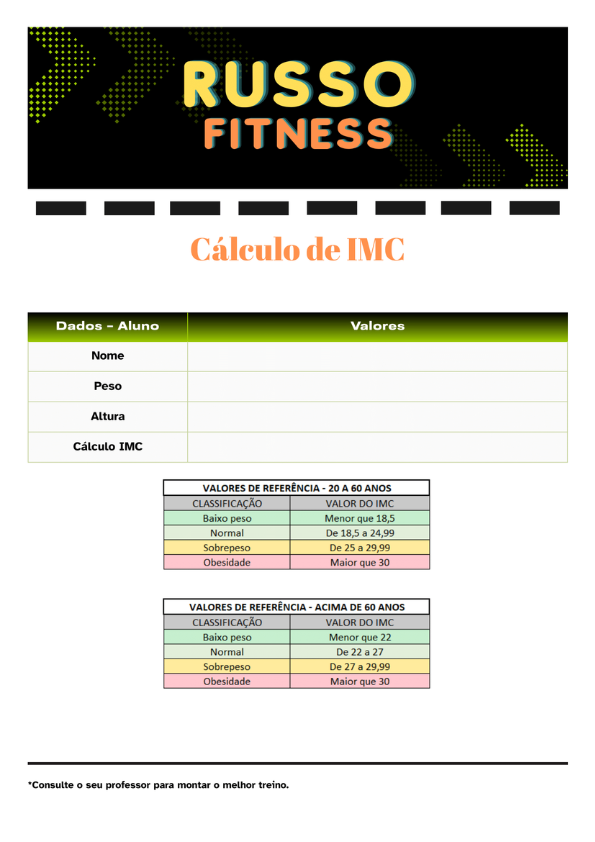 RUSSO
FITNESS
Cálculo de IMC
Dados - Aluno Valores
Nome
Peso
Altura
Cálculo IMC
VALORES DE REFERÊNCIA - 20 A 60 ANOS
CLASSIFICAÇÃO VALOR DO IMC
Baixo peso Menor que 18,5
Normal De 18,5 a 24,99
Sobrepeso De 25 a 29,99
Obesidade Maior que 30
VALORES DE REFERÊNCIA - ACIMA DE 60 ANOS
CLASSIFICAÇÃO VALOR DO IMC
Baixo peso Menor que 22
Normal De 22 a 27
Sobrepeso De 27 a 29,99
Obesidade Maior que 30
*Consulte o seu professor para montar o melhor treino.